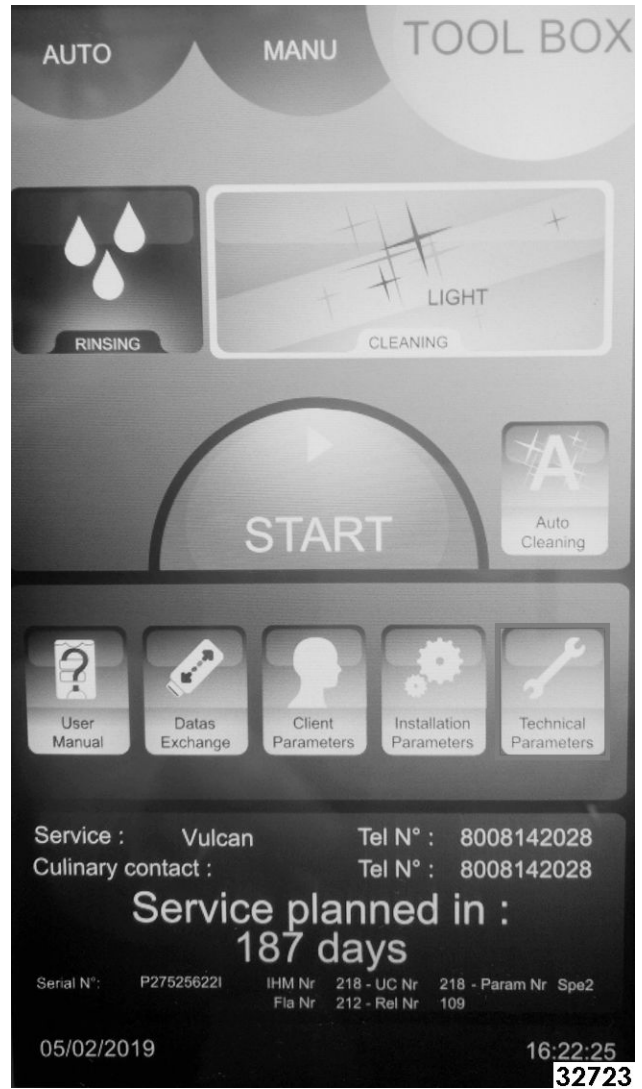 AUTO MANU TOOL BOX
LIGHT
RINSING CLEANING
START
A
Auto
Cleaning
?
User
Manual
Datas
Exchange
Client
Parameters
Installation
Parameters
Technical
Parameters
Service : Vulcan Tel N° : 8008142028
Culinary contact : Tel N° : 8008142028
Service planned in :
187 days
Serial N°: P27525622I IHM Nr 218 - UC Nr 218 - Param Nr Spe2
Fla Nr 212 - Rel Nr 109
05/02/2019 16:22:25
32723